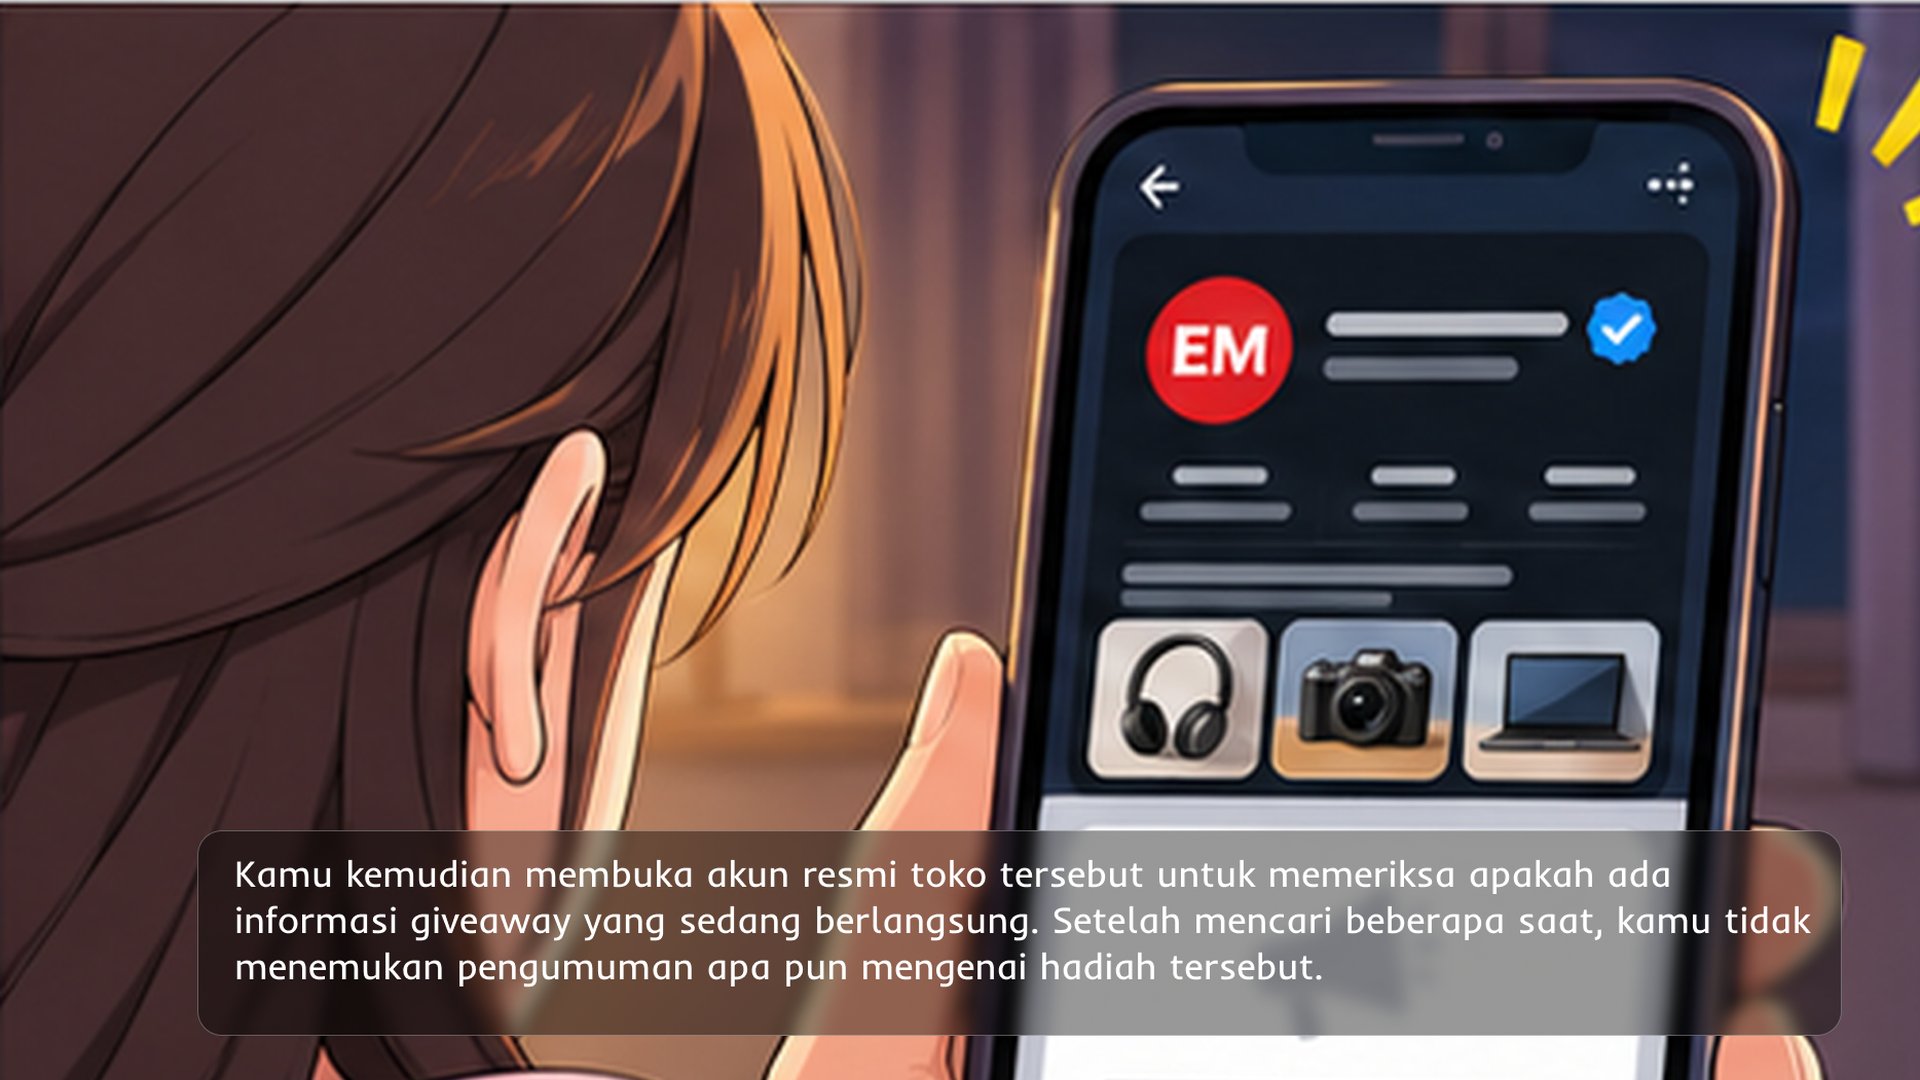 EM
Kamu kemudian membuka akun resmi toko tersebut untuk memeriksa apakah ada
informasi giveaway yang sedang berlangsung. Setelah mencari beberapa saat, kamu tidak
menemukan pengumuman apa pun mengenai hadiah tersebut.